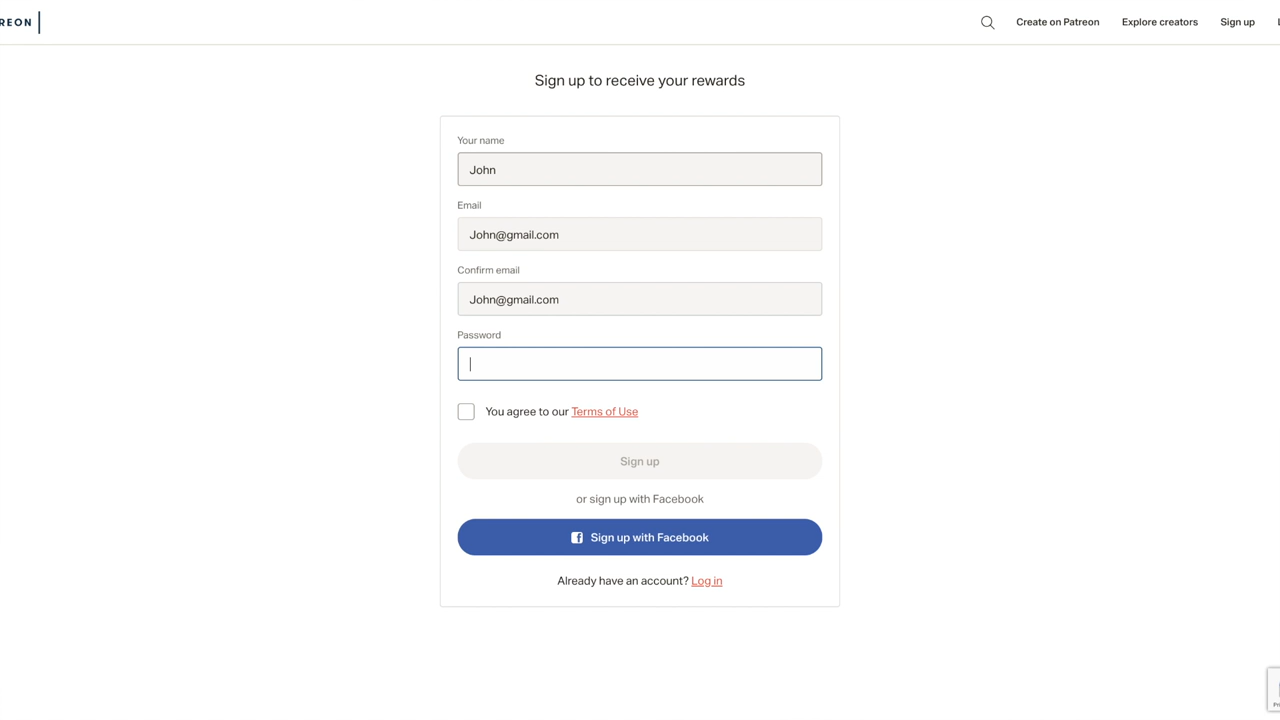 REON
Create on Patreon
Explore creators
Sign up
Sign up to receive your rewards
Your name
John
Email
John@gmail.com
Confirm email
John@gmail.com
Password
You agree to our Terms of Use
Sign up
or sign up with Facebook
Sign up with Facebook
Already have an account? Log in